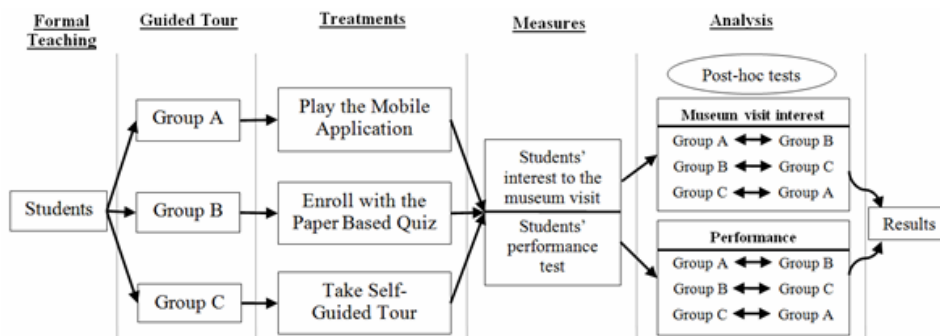 Formal
Teaching
Guided Tour
Treatments
Measures
Analysis
Students
Group A
Group B
Group C
Play the Mobile
Application
Enroll with the
Paper Based Quiz
Take Self-
Guided Tour
Students'
interest to the
museum visit
Students'
performance
test
Post-hoc tests
Museum visit interest
Group A Group B
Group B Group C
Group C Group A
Performance
Group A Group B
Group B Group C
Group C Group A
Results